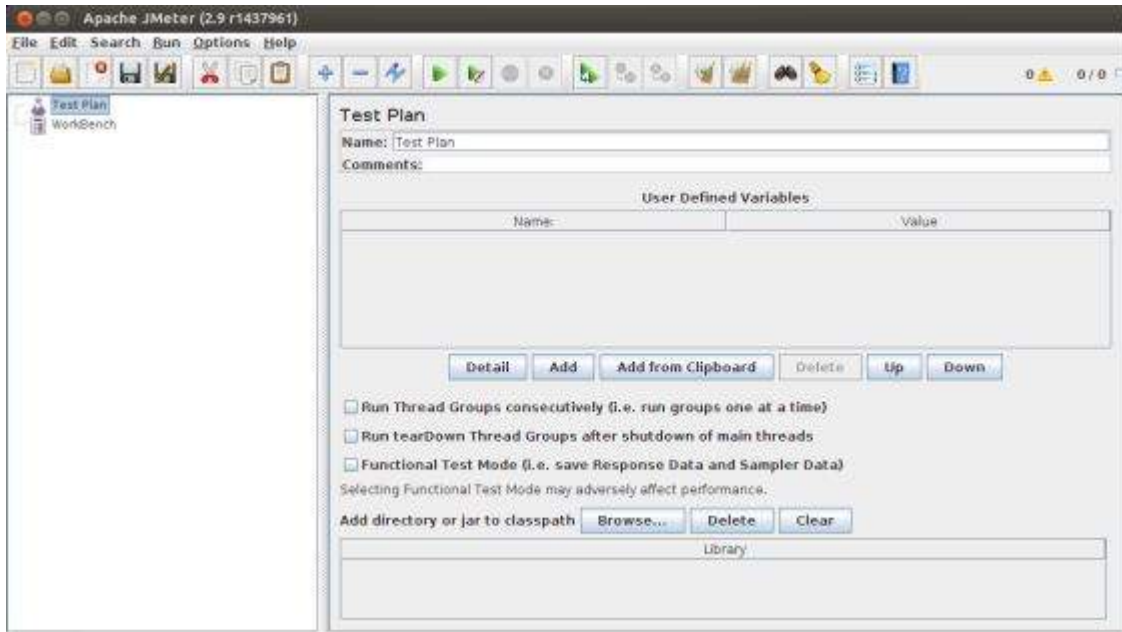 Apache JMeter (2.9 r1437961)
File Edit Search Run Options Help
0 0 / 0
Test Plan
WorkBench
Test Plan
Name: Test Plan
Comments:
User Defined Variables
Name: Value
Detail Add Add from Clipboard Delete Up Down
Run Thread Groups consecutively (i.e. run groups one at a time)
Run tearDown Thread Groups after shutdown of main threads
Functional Test Mode (i.e. save Response Data and Sampler Data)
Selecting Functional Test Mode may adversely affect performance.
Add directory or jar to classpath Browse... Delete Clear
Library